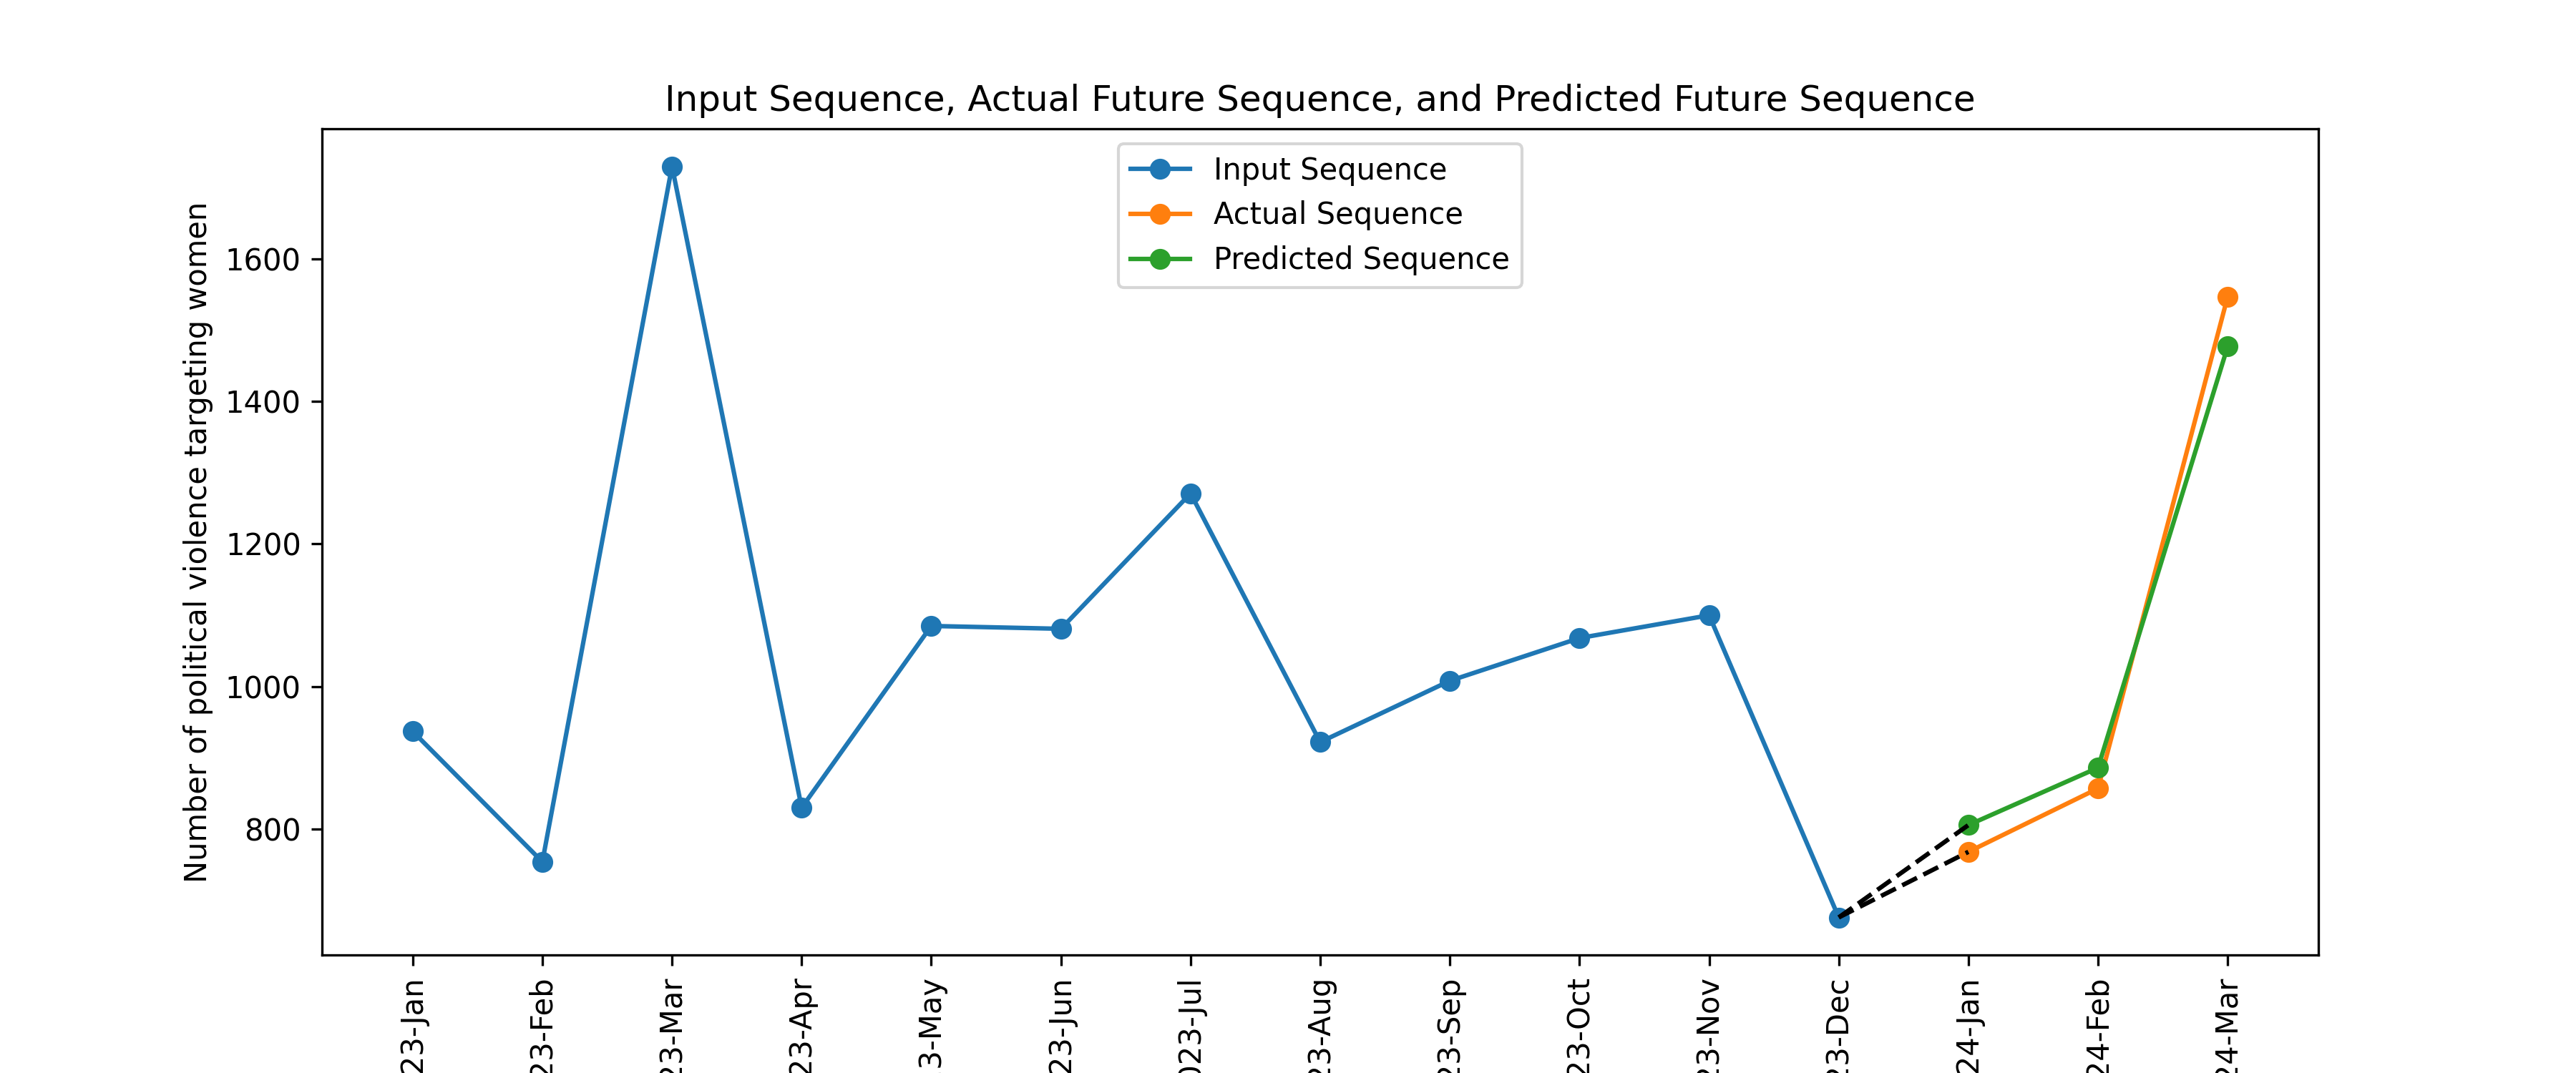 Input Sequence, Actual Future Sequence, and Predicted Future Sequence
Input Sequence
Actual Sequence
Predicted Sequence
Number of political violence targeting women
1600
1400
1200
1000
800
23-Jan
23-Feb
23-Mar
23-Apr
3-May
23-Jun
023-Jul
23-Aug
23-Sep
23-Oct
23-Nov
23-Dec
24-Jan
24-Feb
24-Mar